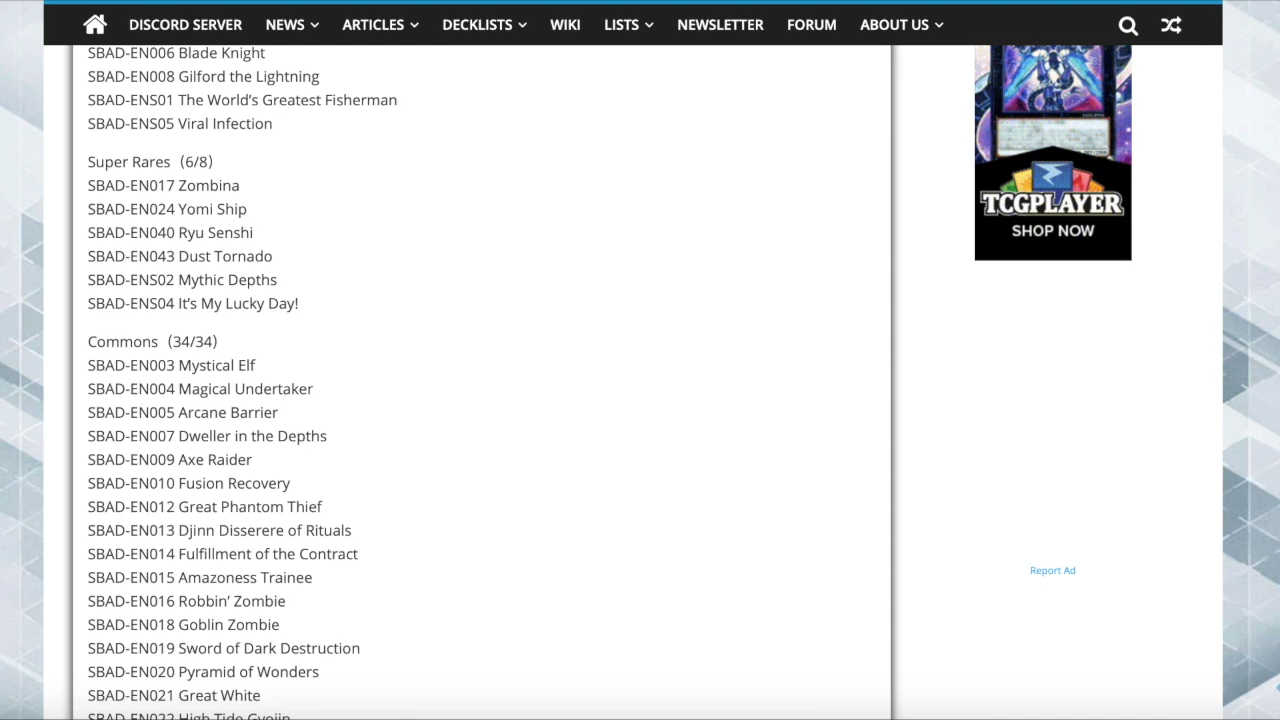 DISCORD SERVER NEWS ARTICLES DECKLISTS WIKI LISTS NEWSLETTER FORUM ABOUT US
SBAD-EN006 Blade Knight
SBAD-EN008 Gilford the Lightning
SBAD-ENS01 The World’s Greatest Fisherman
SBAD-ENS05 Viral Infection
Super Rares（6/8）
SBAD-EN017 Zombina
SBAD-EN024 Yomi Ship
SBAD-EN040 Ryu Senshi
SBAD-EN043 Dust Tornado
SBAD-ENS02 Mythic Depths
SBAD-ENS04 It’s My Lucky Day!
Commons（34/34）
SBAD-EN003 Mystical Elf
SBAD-EN004 Magical Undertaker
SBAD-EN005 Arcane Barrier
SBAD-EN007 Dweller in the Depths
SBAD-EN009 Axe Raider
SBAD-EN010 Fusion Recovery
SBAD-EN012 Great Phantom Thief
SBAD-EN013 Djinn Disserere of Rituals
SBAD-EN014 Fulfillment of the Contract
SBAD-EN015 Amazoness Trainee
SBAD-EN016 Robbin’ Zombie
SBAD-EN018 Goblin Zombie
SBAD-EN019 Sword of Dark Destruction
SBAD-EN020 Pyramid of Wonders
SBAD-EN021 Great White
SBAD-EN022 High Tide Gyojin
TCGPLAYER
SHOP NOW
Report Ad